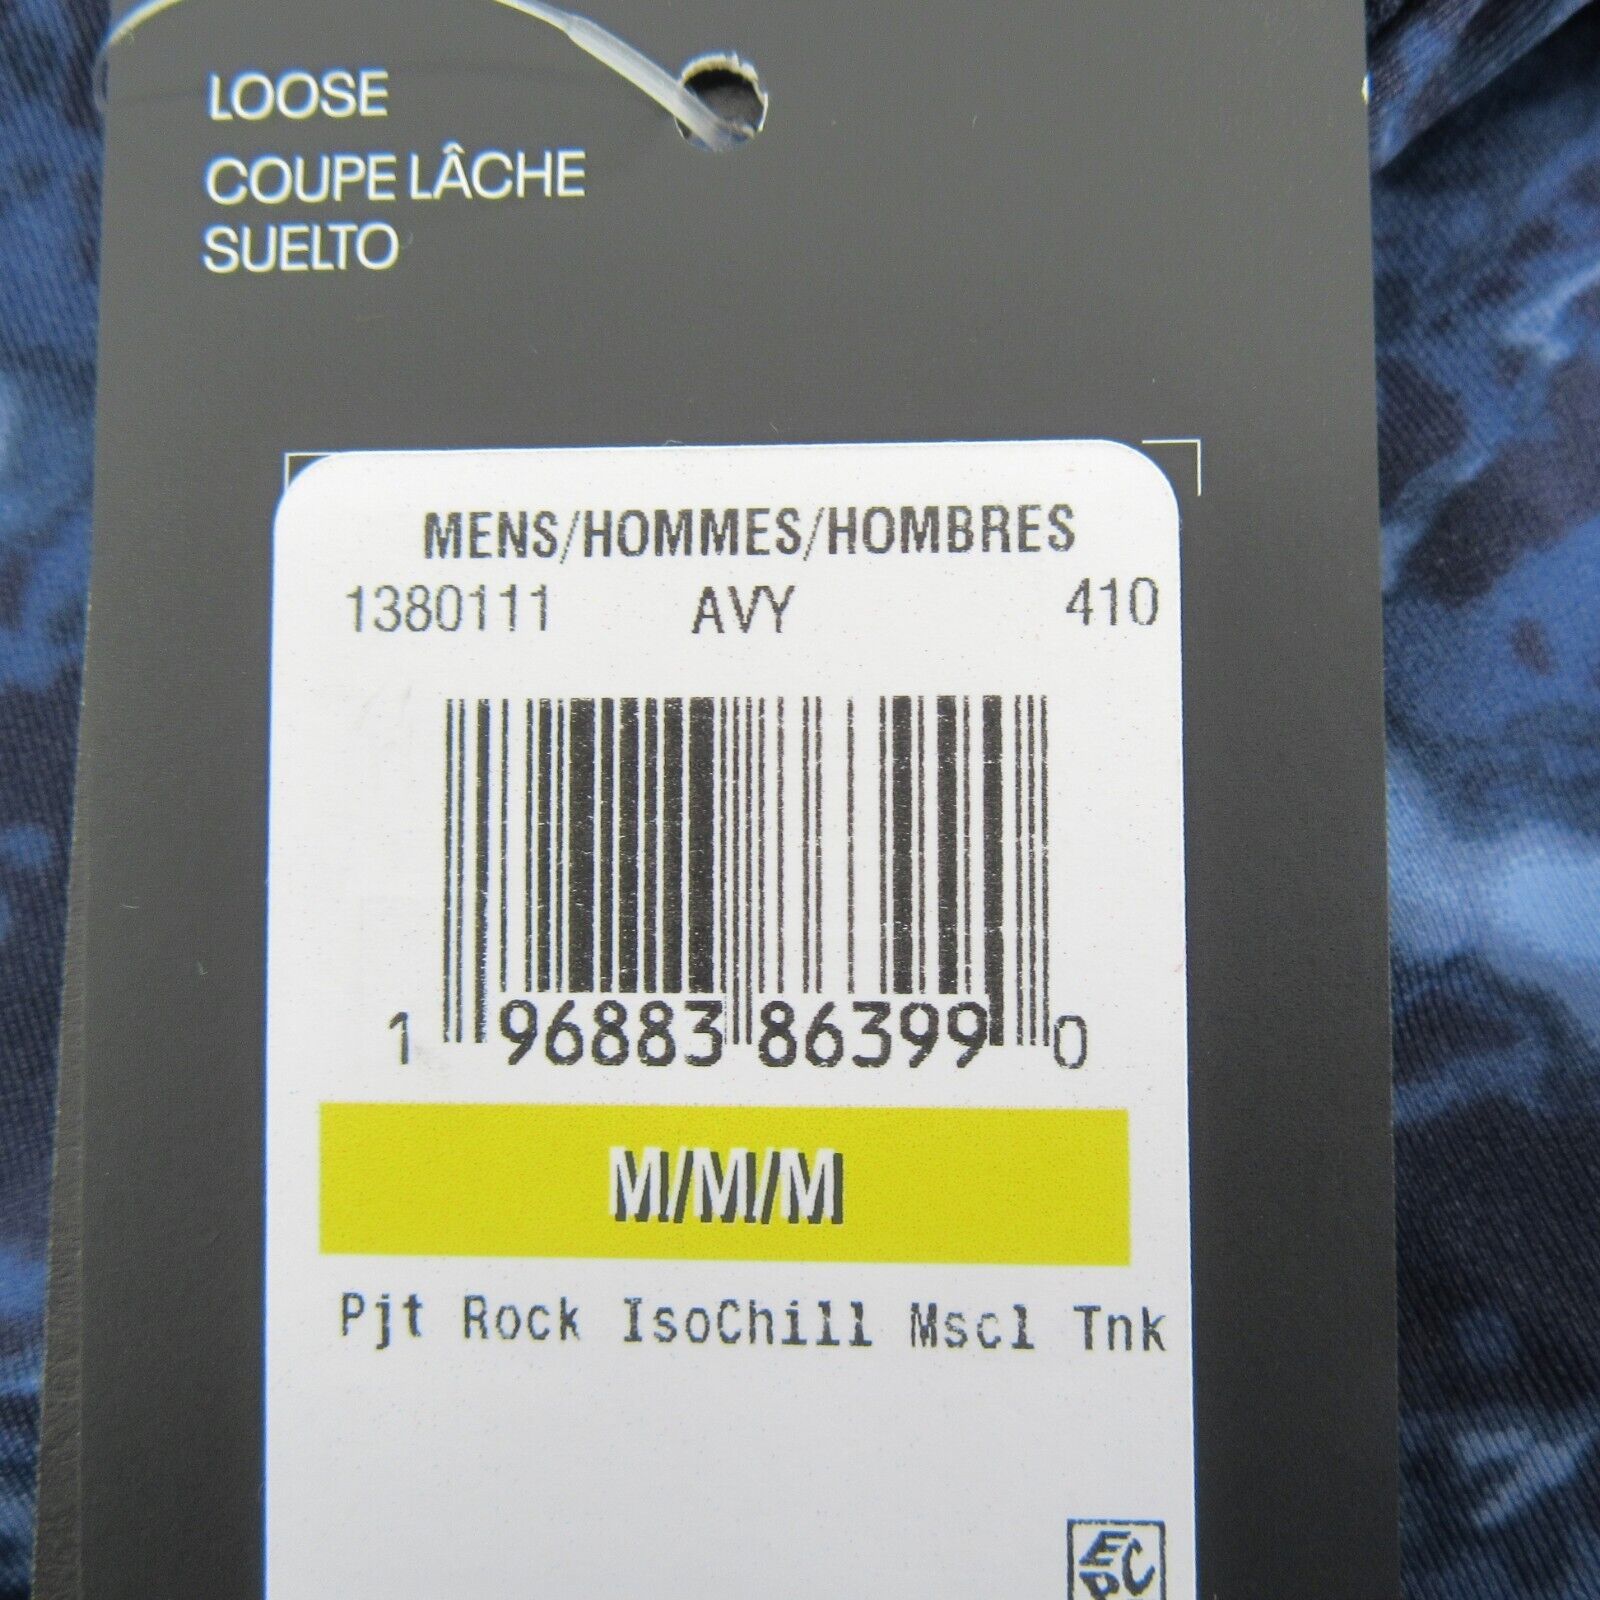 LOOSE
COUPE LÂCHE
SUELTO
MENS/HOMMES/HOMBRES
1380111 AVY 410
1 96883 86399 0
M/M/M
Pjt Rock IsoChill Mscl Tnk